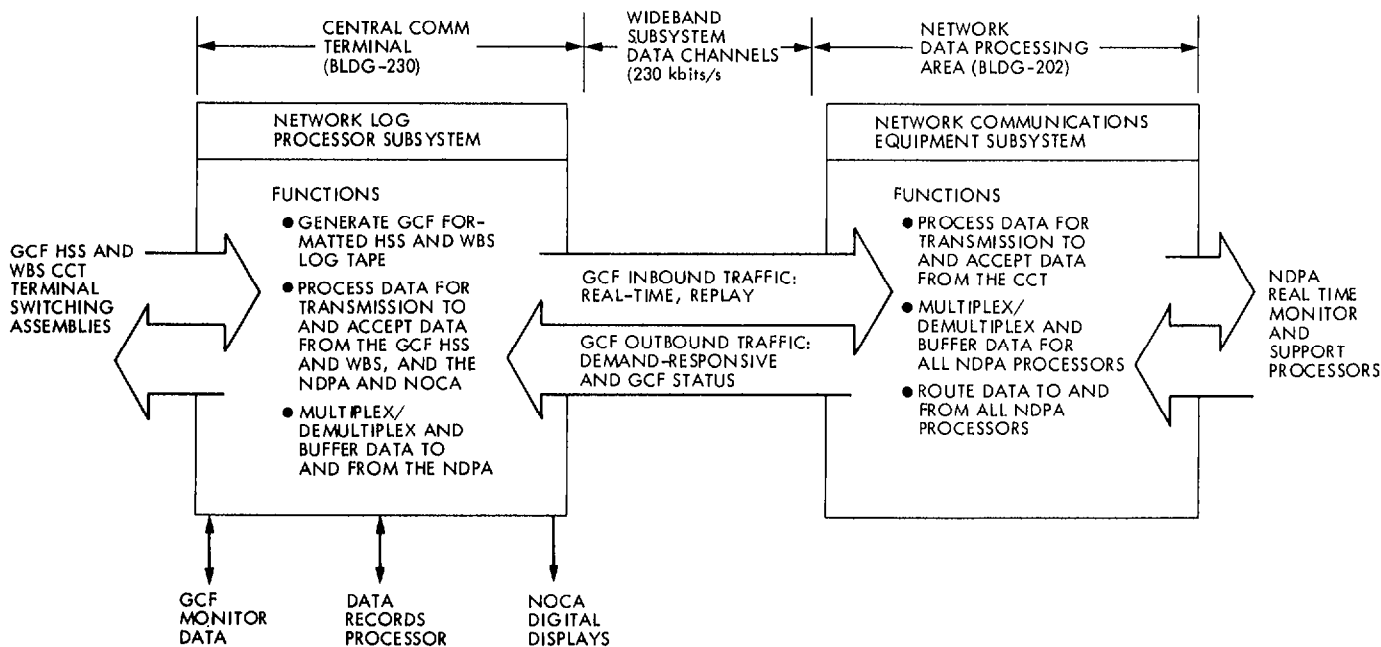 CENTRAL COMM
TERMINAL
(BLDG-230)
WIDEBAND
SUBSYSTEM
DATA CHANNELS
(230 kbits/s
NETWORK
DATA PROCESSING
AREA (BLDG-202)
NETWORK LOG
PROCESSOR SUBSYSTEM
NETWORK COMMUNICATIONS
EQUIPMENT SUBSYSTEM
GCF HSS AND
WBS CCT
TERMINAL
SWITCHING
ASSEMBLIES
FUNCTIONS
● GENERATE GCF FOR-
MATTED HSS AND WBS
LOG TAPE
● PROCESS DATA FOR
TRANSMISSION TO
AND ACCEPT DATA
FROM THE GCF HSS
AND WBS, AND THE
NDPA AND NOCA
● MULTIPLEX/
DEMULTIPLEX AND
BUFFER DATA TO
AND FROM THE NDPA
GCF INBOUND TRAFFIC:
REAL-TIME, REPLAY
GCF OUTBOUND TRAFFIC:
DEMAND-RESPONSIVE
AND GCF STATUS
FUNCTIONS
● PROCESS DATA FOR
TRANSMISSION TO
AND ACCEPT DATA
FROM THE CCT
● MULTIPLEX/
DEMULTIPLEX AND
BUFFER DATA FOR
ALL NDPA PROCESSORS
● ROUTE DATA TO AND
FROM ALL NDPA
PROCESSORS
NDPA
REAL TIME
MONITOR
AND
SUPPORT
PROCESSORS
GCF
MONITOR
DATA
DATA
RECORDS
PROCESSOR
NOCA
DIGITAL
DISPLAYS